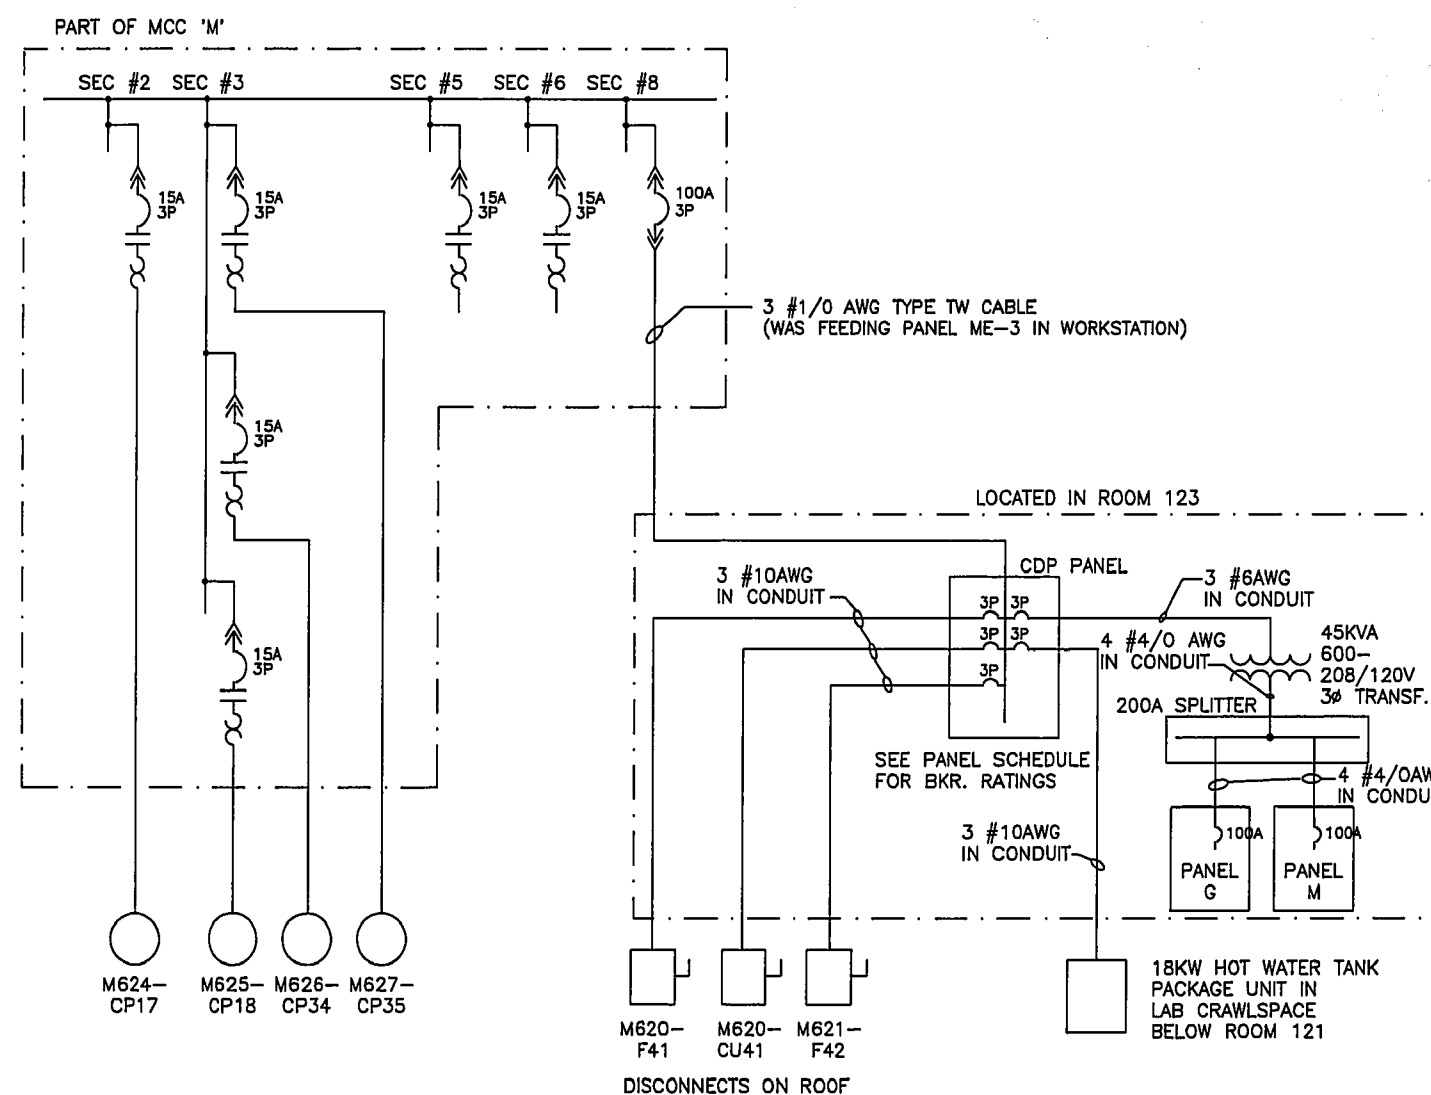 PART OF MCC 'M'
SEC #2
SEC #3
SEC #5
SEC #6
SEC #8
15A
3P
15A
3P
15A
3P
15A
3P
100A
3P
3 #1/0 AWG TYPE TW CABLE
(WAS FEEDING PANEL ME-3 IN WORKSTATION)
15A
3P
LOCATED IN ROOM 123
CDP PANEL
3 #10AWG
IN CONDUIT
3P
3P
3P
3P
3P
3 #6AWG
IN CONDUIT
4 #4/0 AWG
IN CONDUIT
45KVA
600-
208/120V
3ø TRANSF.
15A
3P
200A SPLITTER
SEE PANEL SCHEDULE
FOR BKR. RATINGS
4 #4/0AW
IN CONDU
3 #10AWG
IN CONDUIT
100A
PANEL
G
100A
PANEL
M
M624-
CP17
M625-
CP18
M626-
CP34
M627-
CP35
M620-
F41
M620-
CU41
M621-
F42
DISCONNECTS ON ROOF
18KW HOT WATER TANK
PACKAGE UNIT IN
LAB CRAWLSPACE
BELOW ROOM 121